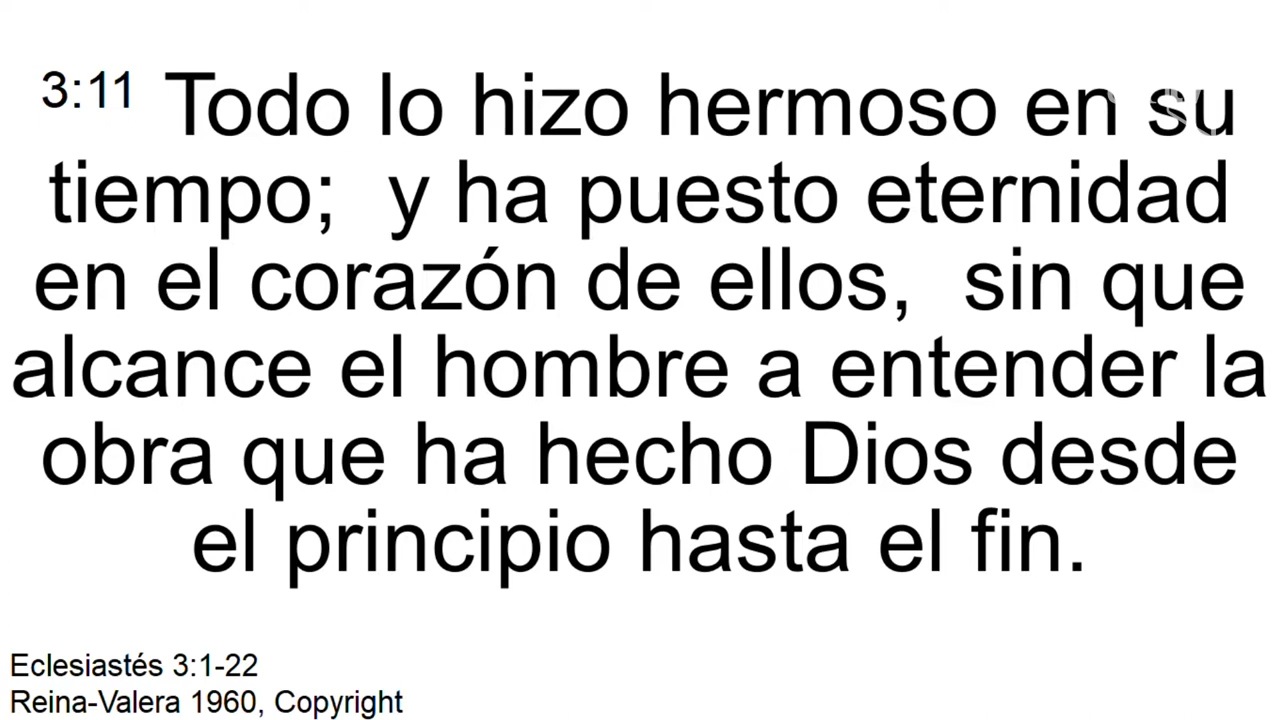 3:11 Todo lo hizo hermoso en su
tiempo; y ha puesto eternidad
en el corazón de ellos, sin que
alcance el hombre a entender la
obra que ha hecho Dios desde
el principio hasta el fin.
Eclesiastés 3:1-22
Reina-Valera 1960, Copyright